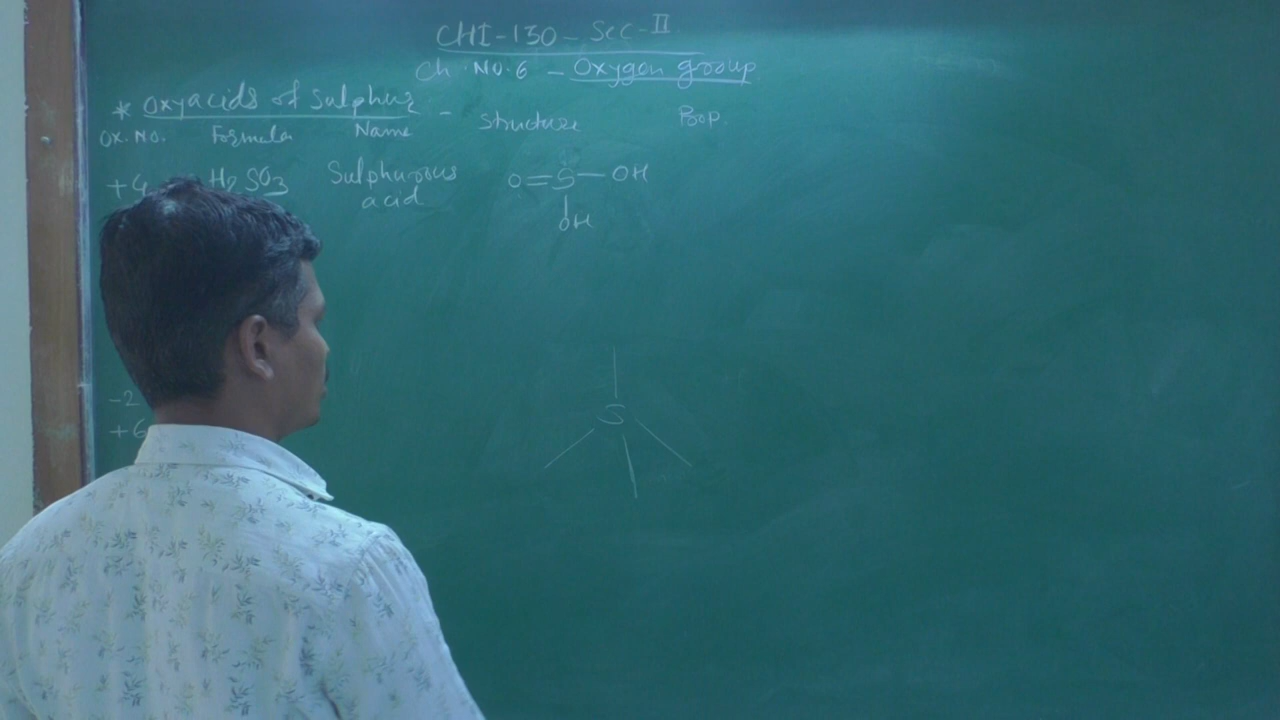 CHI-130 - Sec-II
Ch. No. 6 - Oxygen group
* Oxyacids of Sulphur -
Ox. No. Formula Name Structure Prop.
+4 H2SO3 Sulphurous acid O=S-OH
OH
S
-2
+6